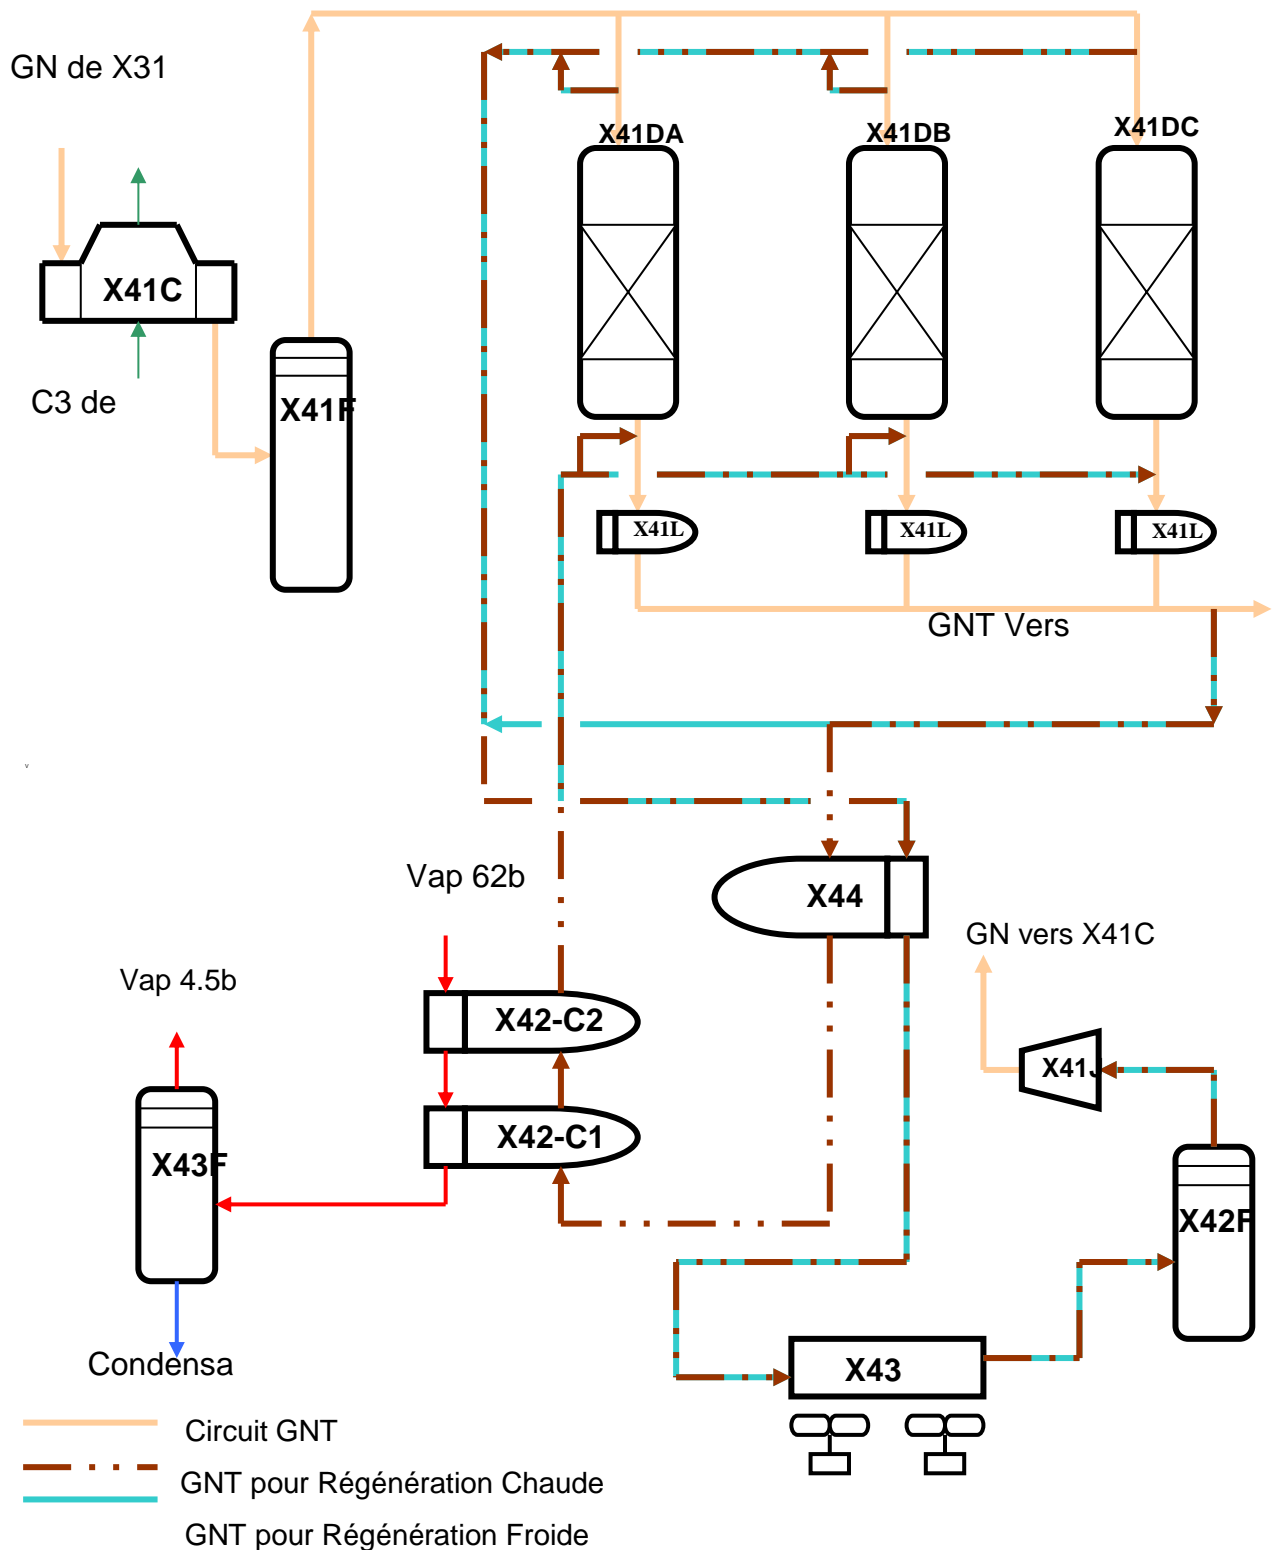 GN de X31
X41DA
X41DB
X41DC
X41C
C3 de
X41F
X41L
X41L
X41L
GNT Vers
v
Vap 62b
X44
GN vers X41C
Vap 4.5b
X42-C2
X41J
X42-C1
X43F
X42F
Condensa
X43
Circuit GNT
GNT pour Régénération Chaude
GNT pour Régénération Froide